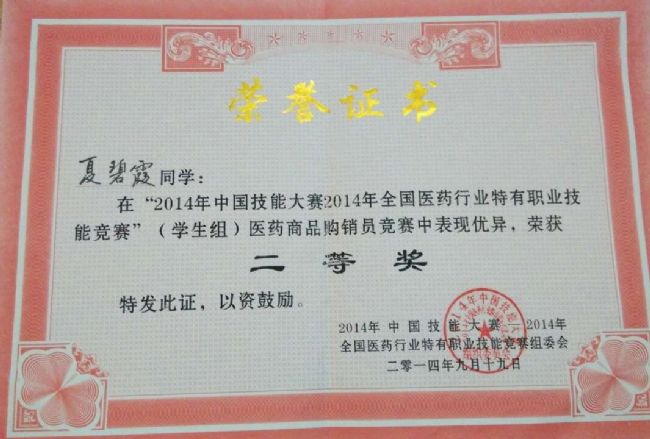 荣誉证书
夏碧霞同学：
在“2014年中国技能大赛2014年全国医药行业特有职业技
能竞赛”（学生组）医药商品购销员竞赛中表现优异，荣获
二等奖
特发此证，以资鼓励。
2014年中国技能大赛 2014年
全国医药行业特有职业技能竞赛组委会
二〇一四年九月十九日